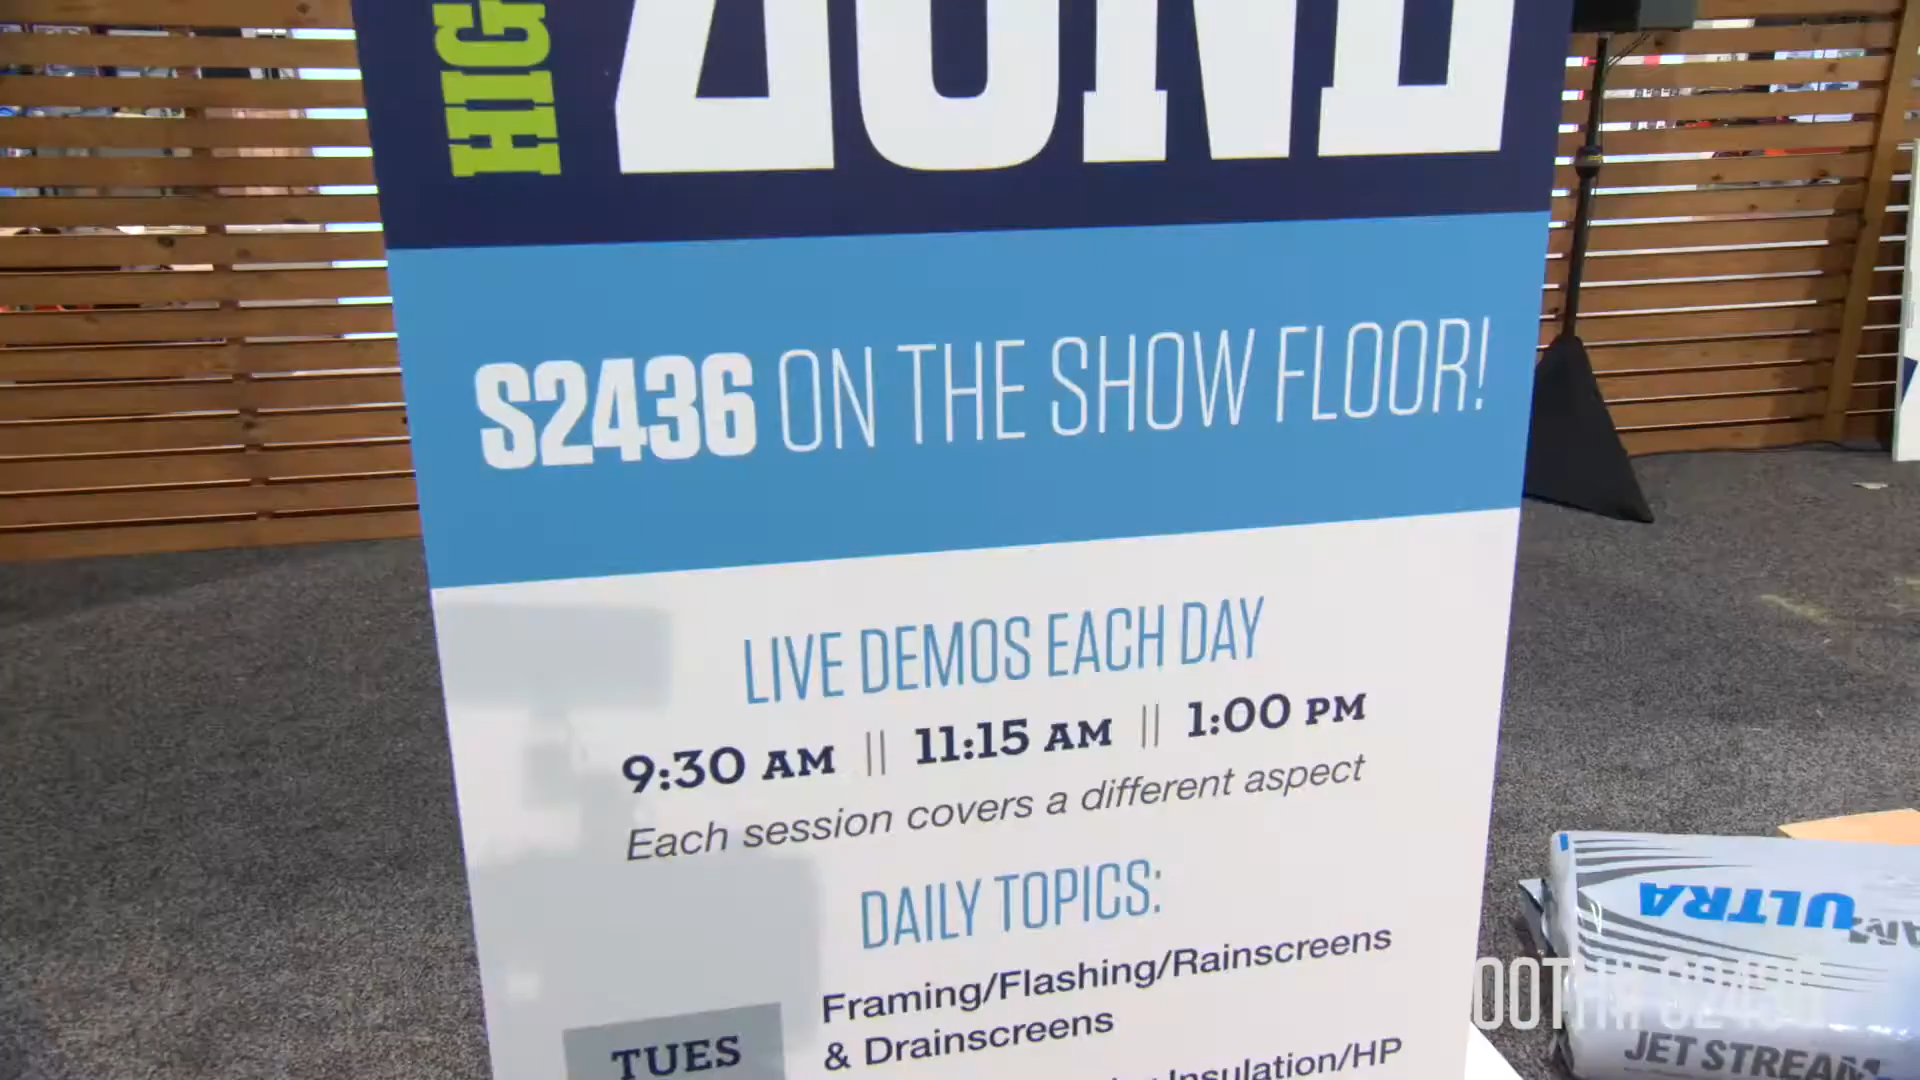 HIG
ZONE
S2436 ON THE SHOW FLOOR!
LIVE DEMOS EACH DAY
9:30 AM || 11:15 AM || 1:00 PM
Each session covers a different aspect
DAILY TOPICS:
TUES
Framing/Flashing/Rainscreens
& Drainscreens
Insulation/HP
ULTRA
JET STREAM